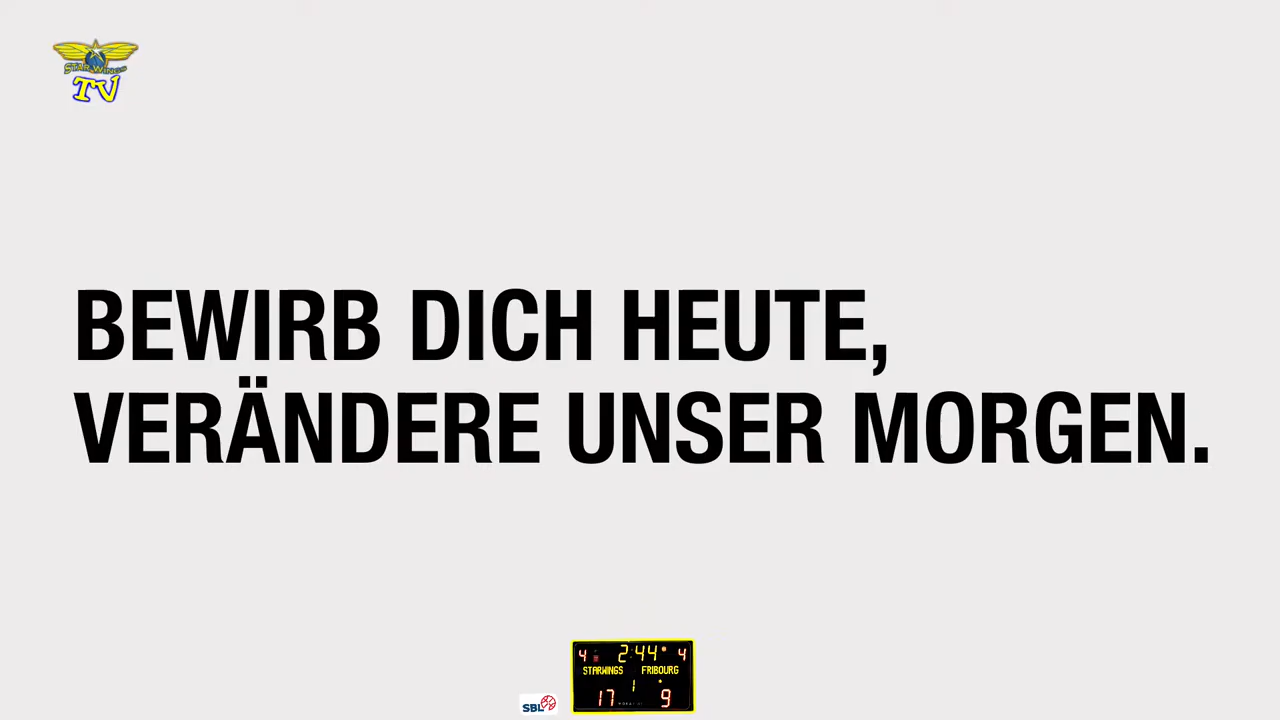 STAR WINGS
TV
BEWIRB DICH HEUTE,
VERÄNDERE UNSER MORGEN.
4 2:44 4
STARWINGS FRIBOURG
1
17 9
SBL